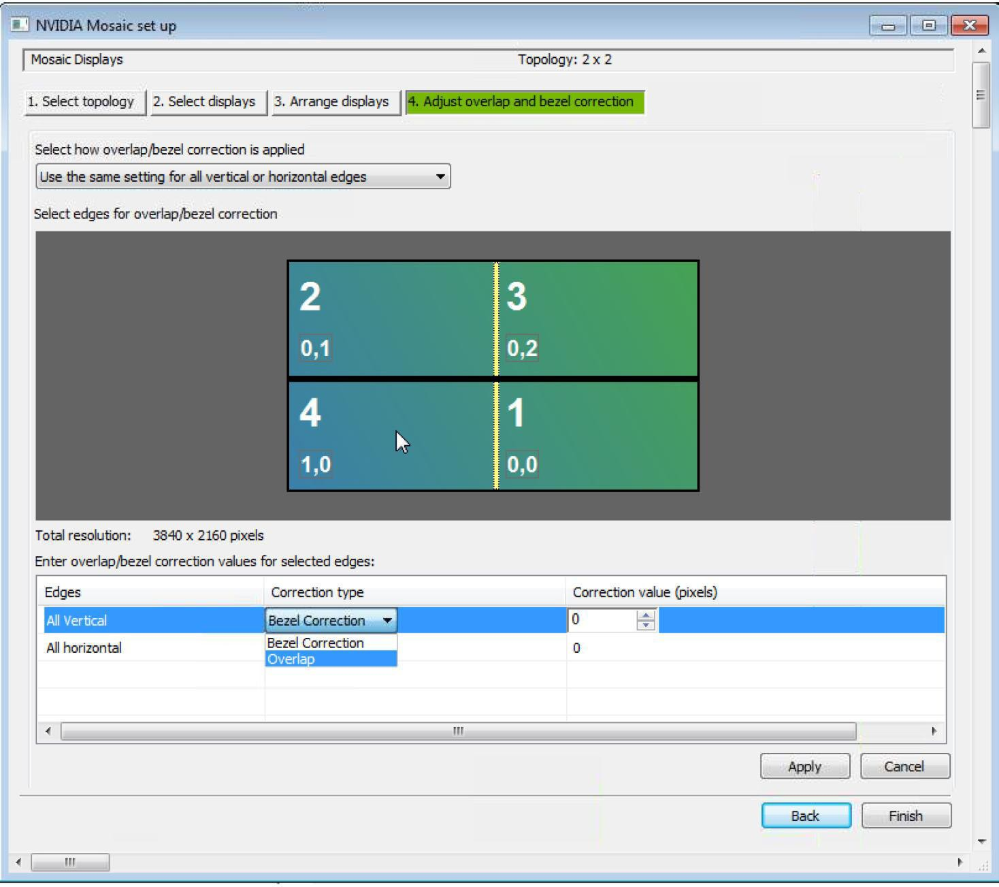 NVIDIA Mosaic set up
Mosaic Displays Topology: 2 x 2
1. Select topology 2. Select displays 3. Arrange displays 4. Adjust overlap and bezel correction
Select how overlap/bezel correction is applied
Use the same setting for all vertical or horizontal edges
Select edges for overlap/bezel correction
2 3
0,1 0,2
4 1
1,0 0,0
Total resolution: 3840 x 2160 pixels
Enter overlap/bezel correction values for selected edges:
Edges Correction type Correction value (pixels)
All Vertical Bezel Correction 0
Bezel Correction
All horizontal 0
Overlap
Apply Cancel
Back Finish